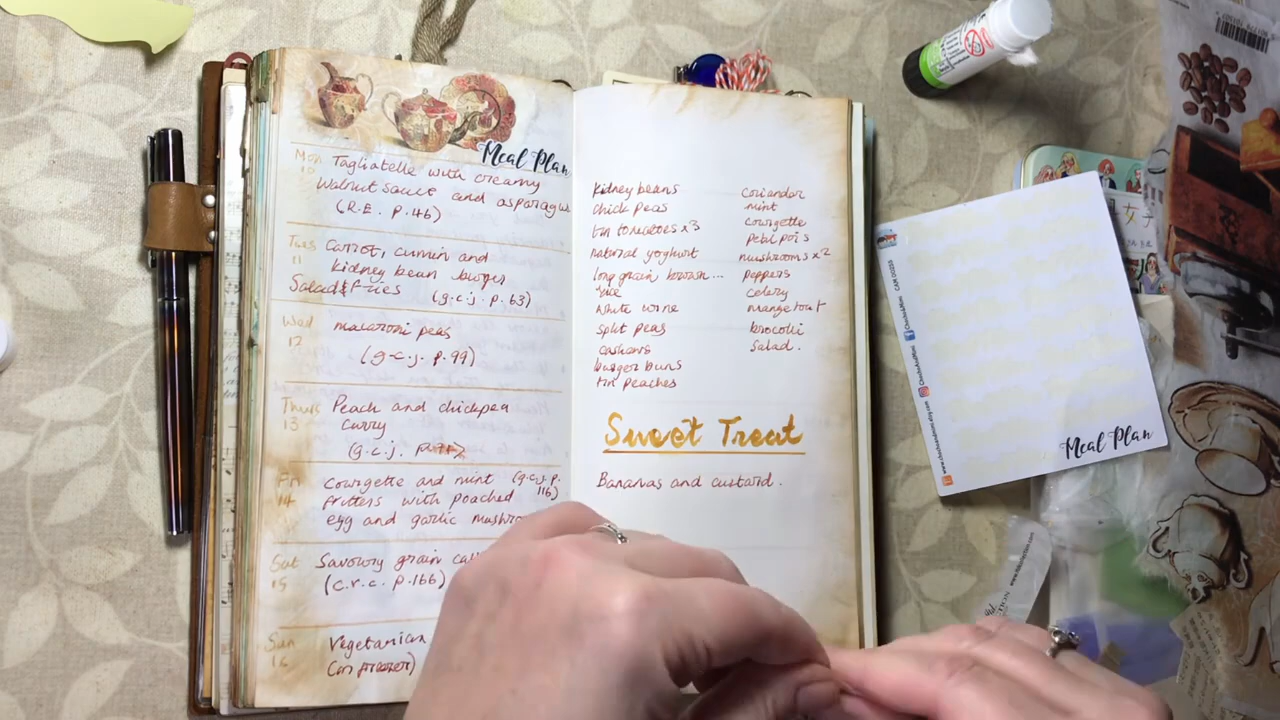 Meal Plan
Mon
10
Tagliatelle with creamy
Walnut sauce and asparagus
(R.E. P.46)
Tues
11
Carrot, cumin and
kidney bean burger
Salad & fries (g.c.j. p.63)
Wed
12
macaroni peas
(g.c.j. p.99)
Thurs
13
Peach and chickpea
curry
(g.c.j.
Fri
14
Courgette and mint (g.c.j. p.
116)
fritters with poached
egg and garlic
Sat
15
Savoury grain
(c.r.c. p.166)
Sun
16
Vegetarian
(in freezer)
kidney beans
chick peas
tin tomatoes x3
natural yoghurt
long grain brown ...
rice
white wine
split peas
cashews
burger buns
tin peaches
coriander
mint
courgette
petit pois
mushrooms x2
peppers
celery
mangetout
brocolli
salad.
Sweet Treat
Bananas and custard.
Meal Plan